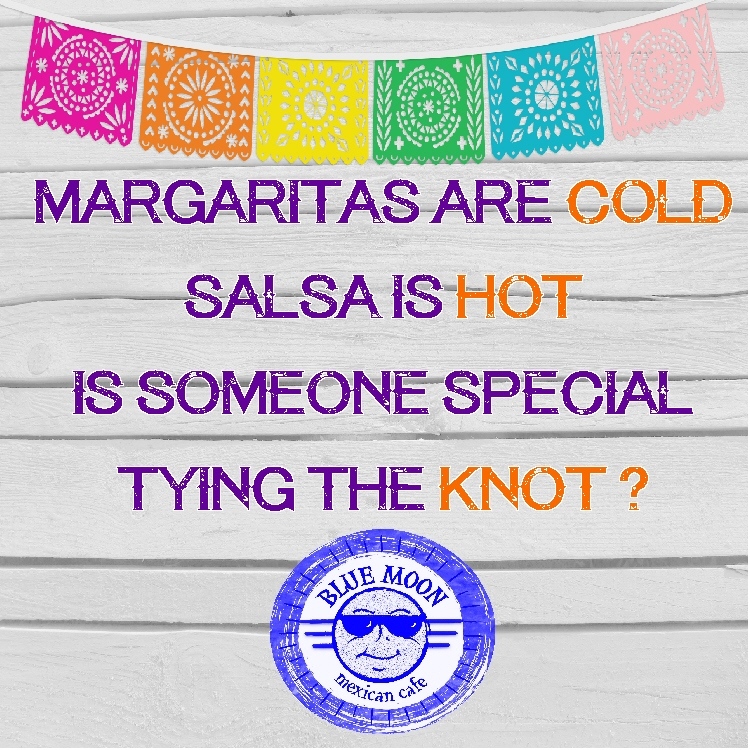 MARGARITAS ARE COLD
SALSA IS HOT
IS SOMEONE SPECIAL
TYING THE KNOT ?
BLUE MOON
mexican cafe